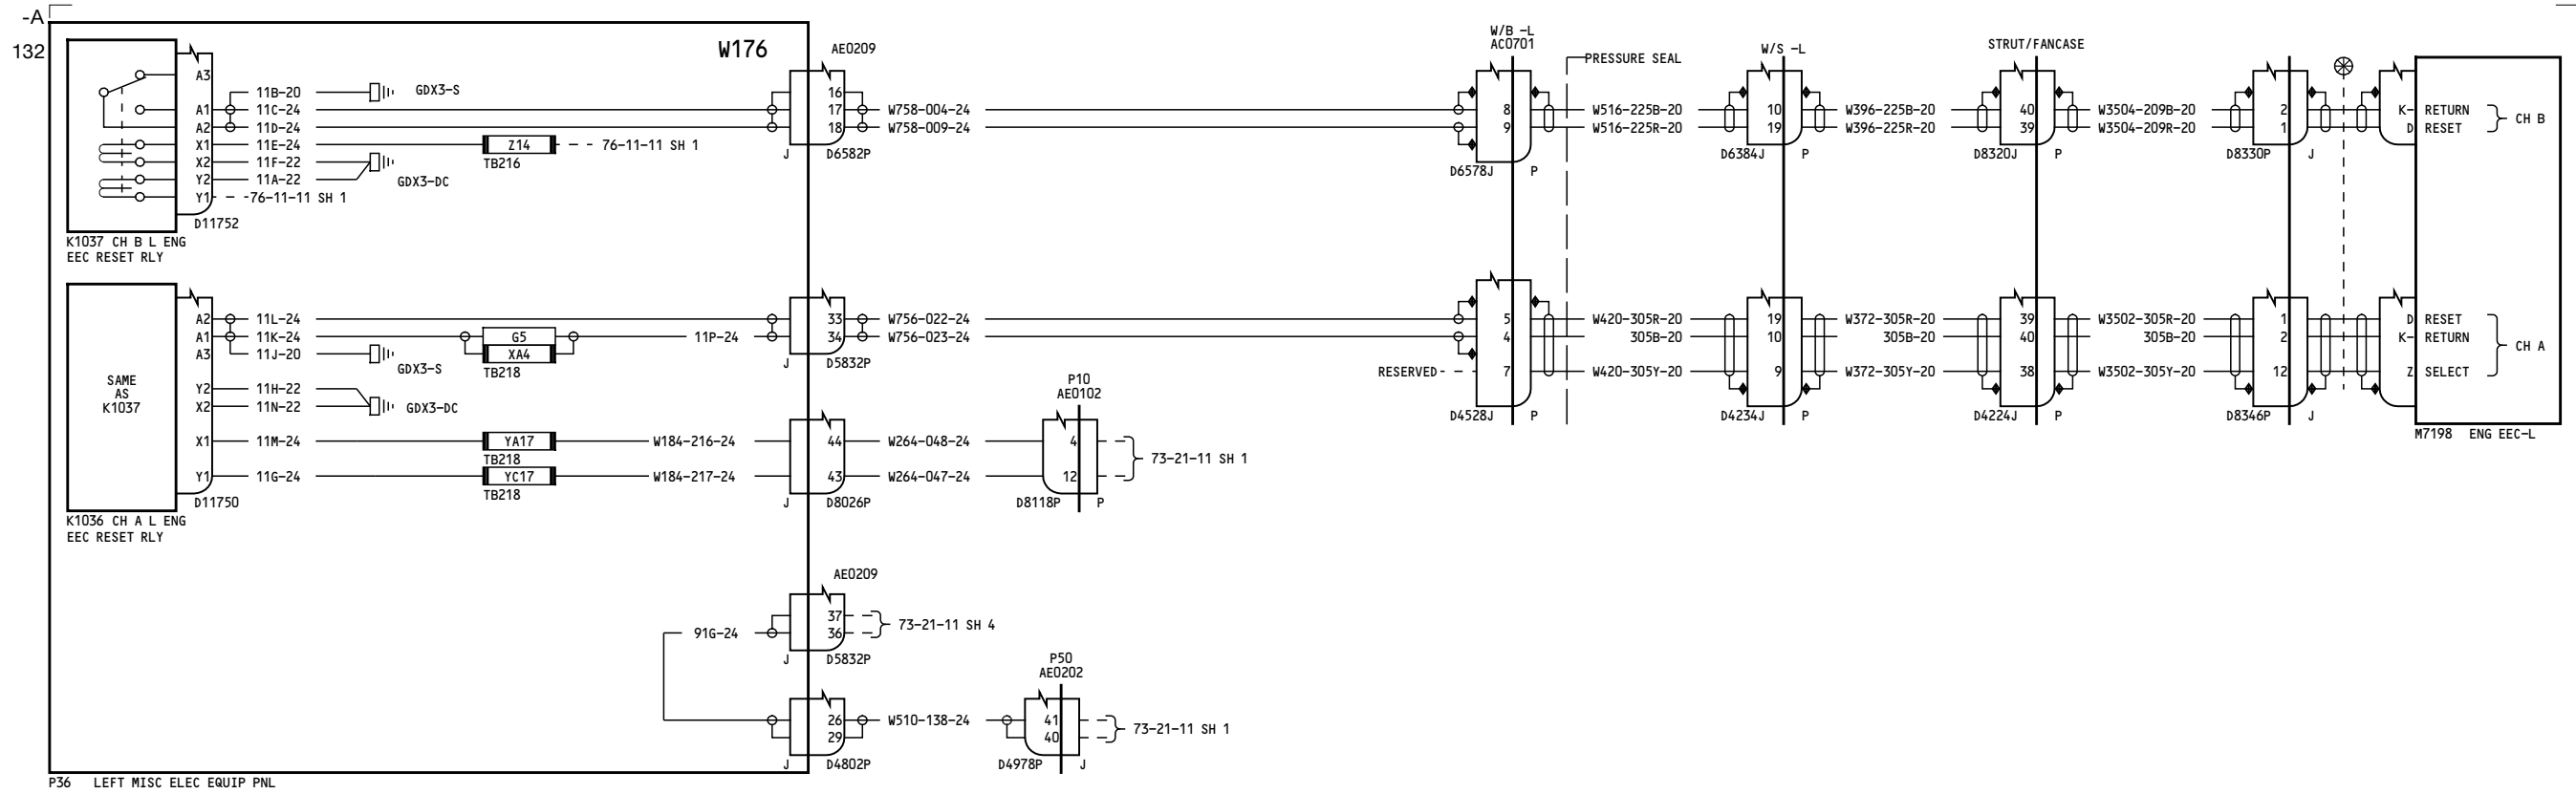 -A
132
W176
AE0209
W/B -L
AC0701
PRESSURE SEAL
W/S -L
STRUT/FANCASE
A3
11B-20
GDX3-S
16
A1 11C-24
17 W758-004-24
8 W516-225B-20
10 W396-225B-20
40 W3504-209B-20
2
K- RETURN
CH B
A2 11D-24
18 W758-009-24
9 W516-225R-20
19 W396-225R-20
39 W3504-209R-20
1
D RESET
X1 11E-24
Z14
76-11-11 SH 1
TB216
J D6582P
X2 11F-22
Y2 11A-22
GDX3-DC
Y1 -76-11-11 SH 1
D11752
D6578J P
D6384J P
D8320J P
D8330P J
K1037 CH B L ENG
EEC RESET RLY
A2 11L-24
33 W756-022-24
5 W420-305R-20
19 W372-305R-20
39 W3502-305R-20
1
D RESET
A1 11K-24
G5
11P-24
34 W756-023-24
4 305B-20
10 305B-20
40 305B-20
2
K- RETURN
CH A
A3 11J-20
GDX3-S
XA4
TB218
J D5832P
RESERVED-
7 W420-305Y-20
9 W372-305Y-20
38 W3502-305Y-20
12
Z SELECT
SAME
AS
K1037
Y2 11H-22
X2 11N-22
GDX3-DC
P10
AE0102
D4528J P
D4234J P
D4224J P
D8346P J
M7198 ENG EEC-L
X1 11M-24
YA17
TB218
W184-216-24
44 W264-048-24
4
73-21-11 SH 1
Y1 11G-24
YC17
TB218
W184-217-24
43 W264-047-24
12
D11750
J D8026P
D8118P P
K1036 CH A L ENG
EEC RESET RLY
AE0209
37
36
73-21-11 SH 4
91G-24
J D5832P
P50
AE0202
26 W510-138-24
41
29
40
73-21-11 SH 1
J D4802P
D4978P J
P36 LEFT MISC ELEC EQUIP PNL